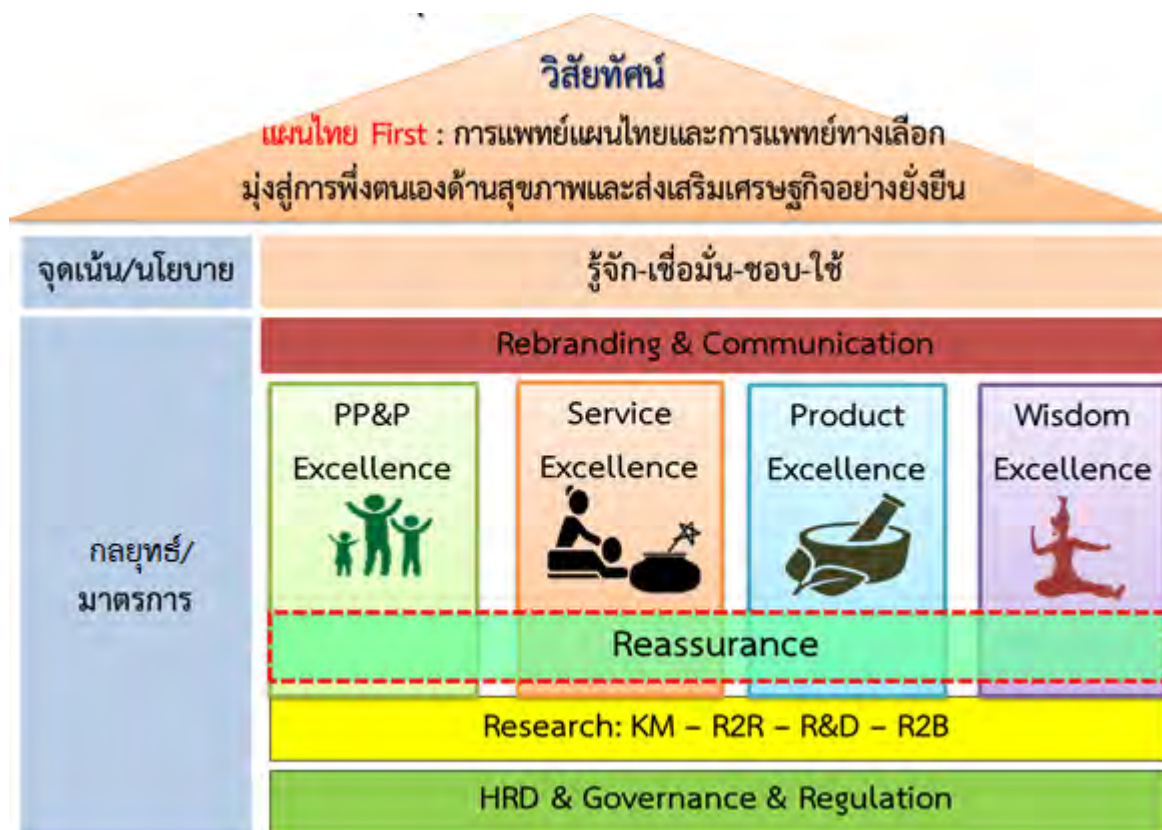 วิสัยทัศน์
แผนไทย First : การแพทย์แผนไทยและการแพทย์ทางเลือก
มุ่งสู่การพึ่งตนเองด้านสุขภาพและส่งเสริมเศรษฐกิจอย่างยั่งยืน
จุดเน้น/นโยบาย
รู้จัก-เชื่อมั่น-ชอบ-ใช้
กลยุทธ์/
มาตรการ
Rebranding & Communication
PP&P
Excellence
Service
Excellence
Product
Excellence
Wisdom
Excellence
Reassurance
Research: KM – R2R – R&D – R2B
HRD & Governance & Regulation